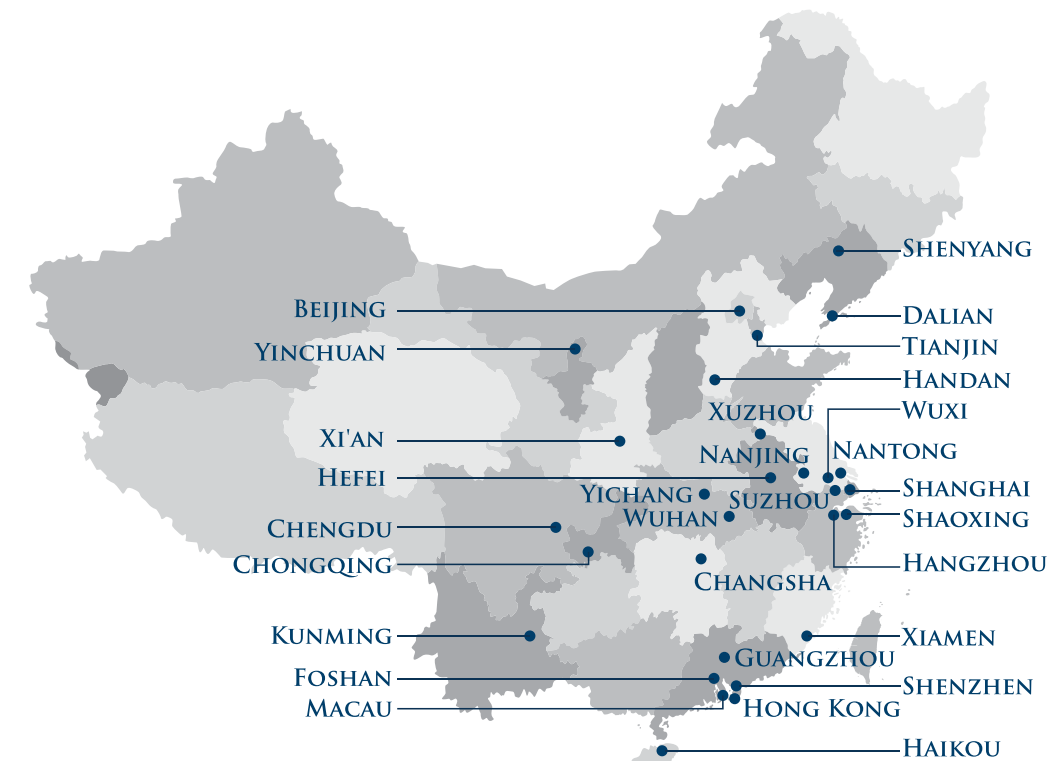 Shenyang
Beijing
Dalian
Tianjin
Yinchuan
Handan
Xuzhou
Wuxi
Xi'an
Nanjing
Nantong
Hefei
Yichang
Suzhou
Shanghai
Wuhan
Shaoxing
Chengdu
Chongqing
Hangzhou
Changsha
Kunming
Xiamen
Guangzhou
Foshan
Shenzhen
Macau
Hong Kong
Haikou